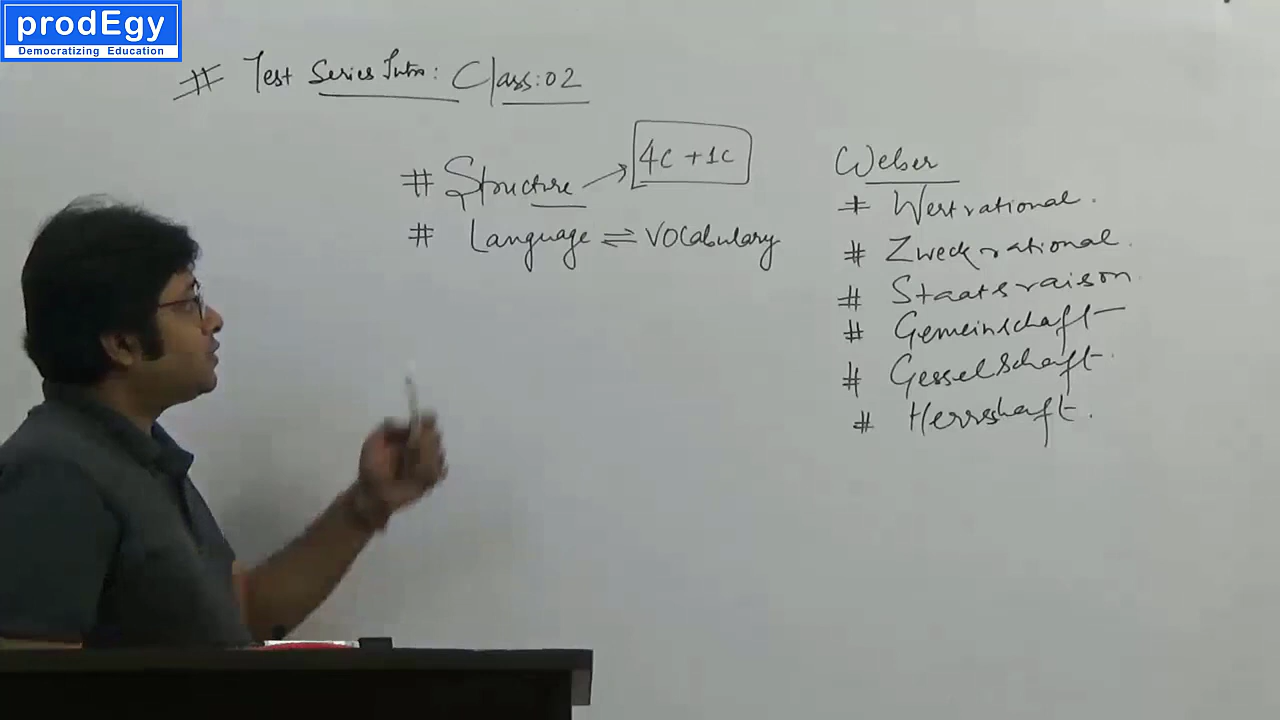 prodEgy
Democratizing Education
# Test Series Intro: Class:02
# Structure → 4C + 1C
# Language ⇌ Vocabulary
Weber
# Wertrational.
# Zweckrational.
# Staatsraison.
# Gemeinschaft
# Gesselschaft.
# Herrshaft.